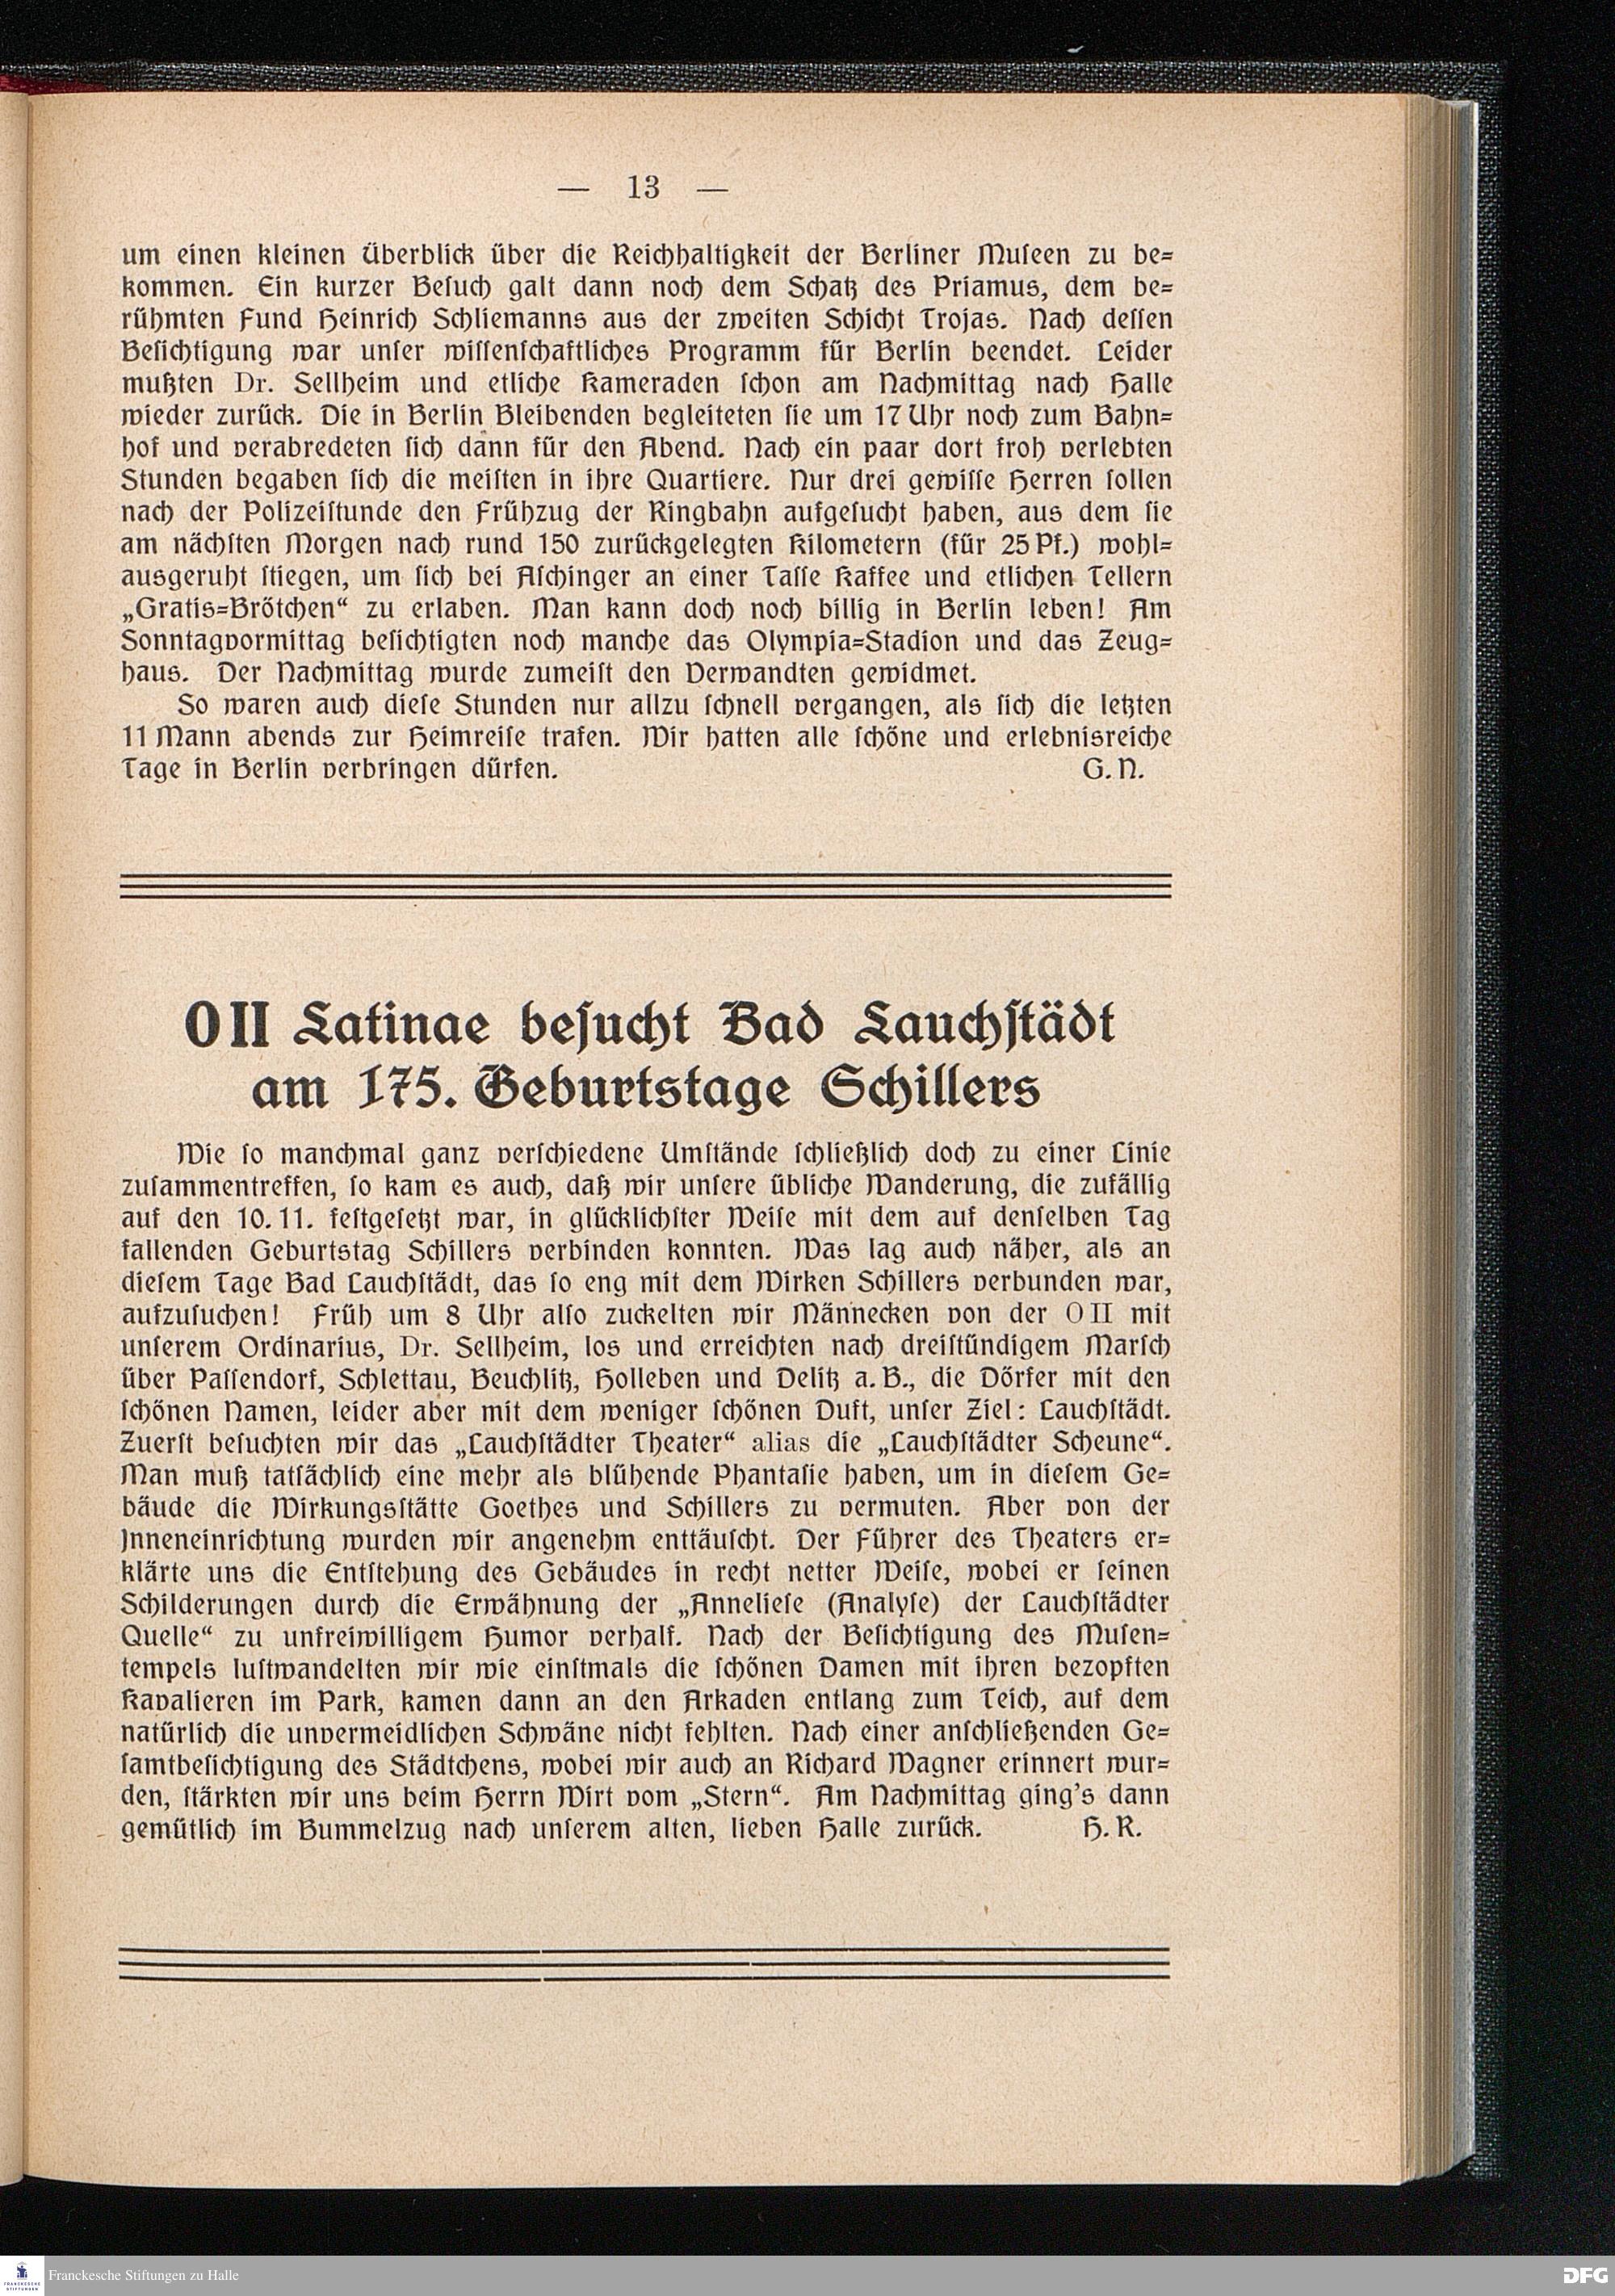 — 13 —
um einen kleinen Überblick über die Reichhaltigkeit der Berliner Museen zu be-
kommen. Ein kurzer Besuch galt dann noch dem Schatz des Priamus, dem be-
rühmten Fund Heinrich Schliemanns aus der zweiten Schicht Trojas. Nach dessen
Besichtigung war unser wissenschaftliches Programm für Berlin beendet. Leider
mußten Dr. Sellheim und etliche Kameraden schon am Nachmittag nach Halle
wieder zurück. Die in Berlin Bleibenden begleiteten sie um 17 Uhr noch zum Bahn-
hof und verabredeten sich dann für den Abend. Nach ein paar dort froh verlebten
Stunden begaben sich die meisten in ihre Quartiere. Nur drei gewisse Herren sollen
nach der Polizeistunde den Frühzug der Ringbahn aufgesucht haben, aus dem sie
am nächsten Morgen nach rund 150 zurückgelegten Kilometern (für 25 Pf.) wohl-
ausgeruht stiegen, um sich bei Aschinger an einer Tasse Kaffee und etlichen Tellern
„Gratis-Brötchen“ zu erlaben. Man kann doch noch billig in Berlin leben! Am
Sonntagvormittag besichtigten noch manche das Olympia-Stadion und das Zeug-
haus. Der Nachmittag wurde zumeist den Verwandten gewidmet.
So waren auch diese Stunden nur allzu schnell vergangen, als sich die letzten
11 Mann abends zur Heimreise trafen. Wir hatten alle schöne und erlebnisreiche
Tage in Berlin verbringen dürfen. G. N.
O II Latinae besucht Bad Lauchstädt
am 175. Geburtstage Schillers
Wie so manchmal ganz verschiedene Umstände schließlich doch zu einer Linie
zusammentreffen, so kam es auch, daß wir unsere übliche Wanderung, die zufällig
auf den 10. 11. festgesetzt war, in glücklichster Weise mit dem auf denselben Tag
fallenden Geburtstag Schillers verbinden konnten. Was lag auch näher, als an
diesem Tage Bad Lauchstädt, das so eng mit dem Wirken Schillers verbunden war,
aufzusuchen! Früh um 8 Uhr also zuckelten wir Männecken von der O II mit
unserem Ordinarius, Dr. Sellheim, los und erreichten nach dreistündigem Marsch
über Passendorf, Schlettau, Beuchlitz, Holleben und Delitz a. B., die Dörfer mit den
schönen Namen, leider aber mit dem weniger schönen Duft, unser Ziel: Lauchstädt.
Zuerst besuchten wir das „Lauchstädter Theater“ alias die „Lauchstädter Scheune“.
Man muß tatsächlich eine mehr als blühende Phantasie haben, um in diesem Ge-
bäude die Wirkungsstätte Goethes und Schillers zu vermuten. Aber von der
Inneneinrichtung wurden wir angenehm enttäuscht. Der Führer des Theaters er-
klärte uns die Entstehung des Gebäudes in recht netter Weise, wobei er seinen
Schilderungen durch die Erwähnung der „Anneliese (Analyse) der Lauchstädter
Quelle“ zu unfreiwilligem Humor verhalf. Nach der Besichtigung des Musen-
tempels lustwandelten wir wie einstmals die schönen Damen mit ihren bezopften
Kavalieren im Park, kamen dann an den Arkaden entlang zum Teich, auf dem
natürlich die unvermeidlichen Schwäne nicht fehlten. Nach einer anschließenden Ge-
samtbesichtigung des Städtchens, wobei wir auch an Richard Wagner erinnert wur-
den, stärkten wir uns beim Herrn Wirt vom „Stern“. Am Nachmittag ging's dann
gemütlich im Bummelzug nach unserem alten, lieben Halle zurück. H. R.
FRANCKESCHE STIFTUNGEN
Franckesche Stiftungen zu Halle
DFG